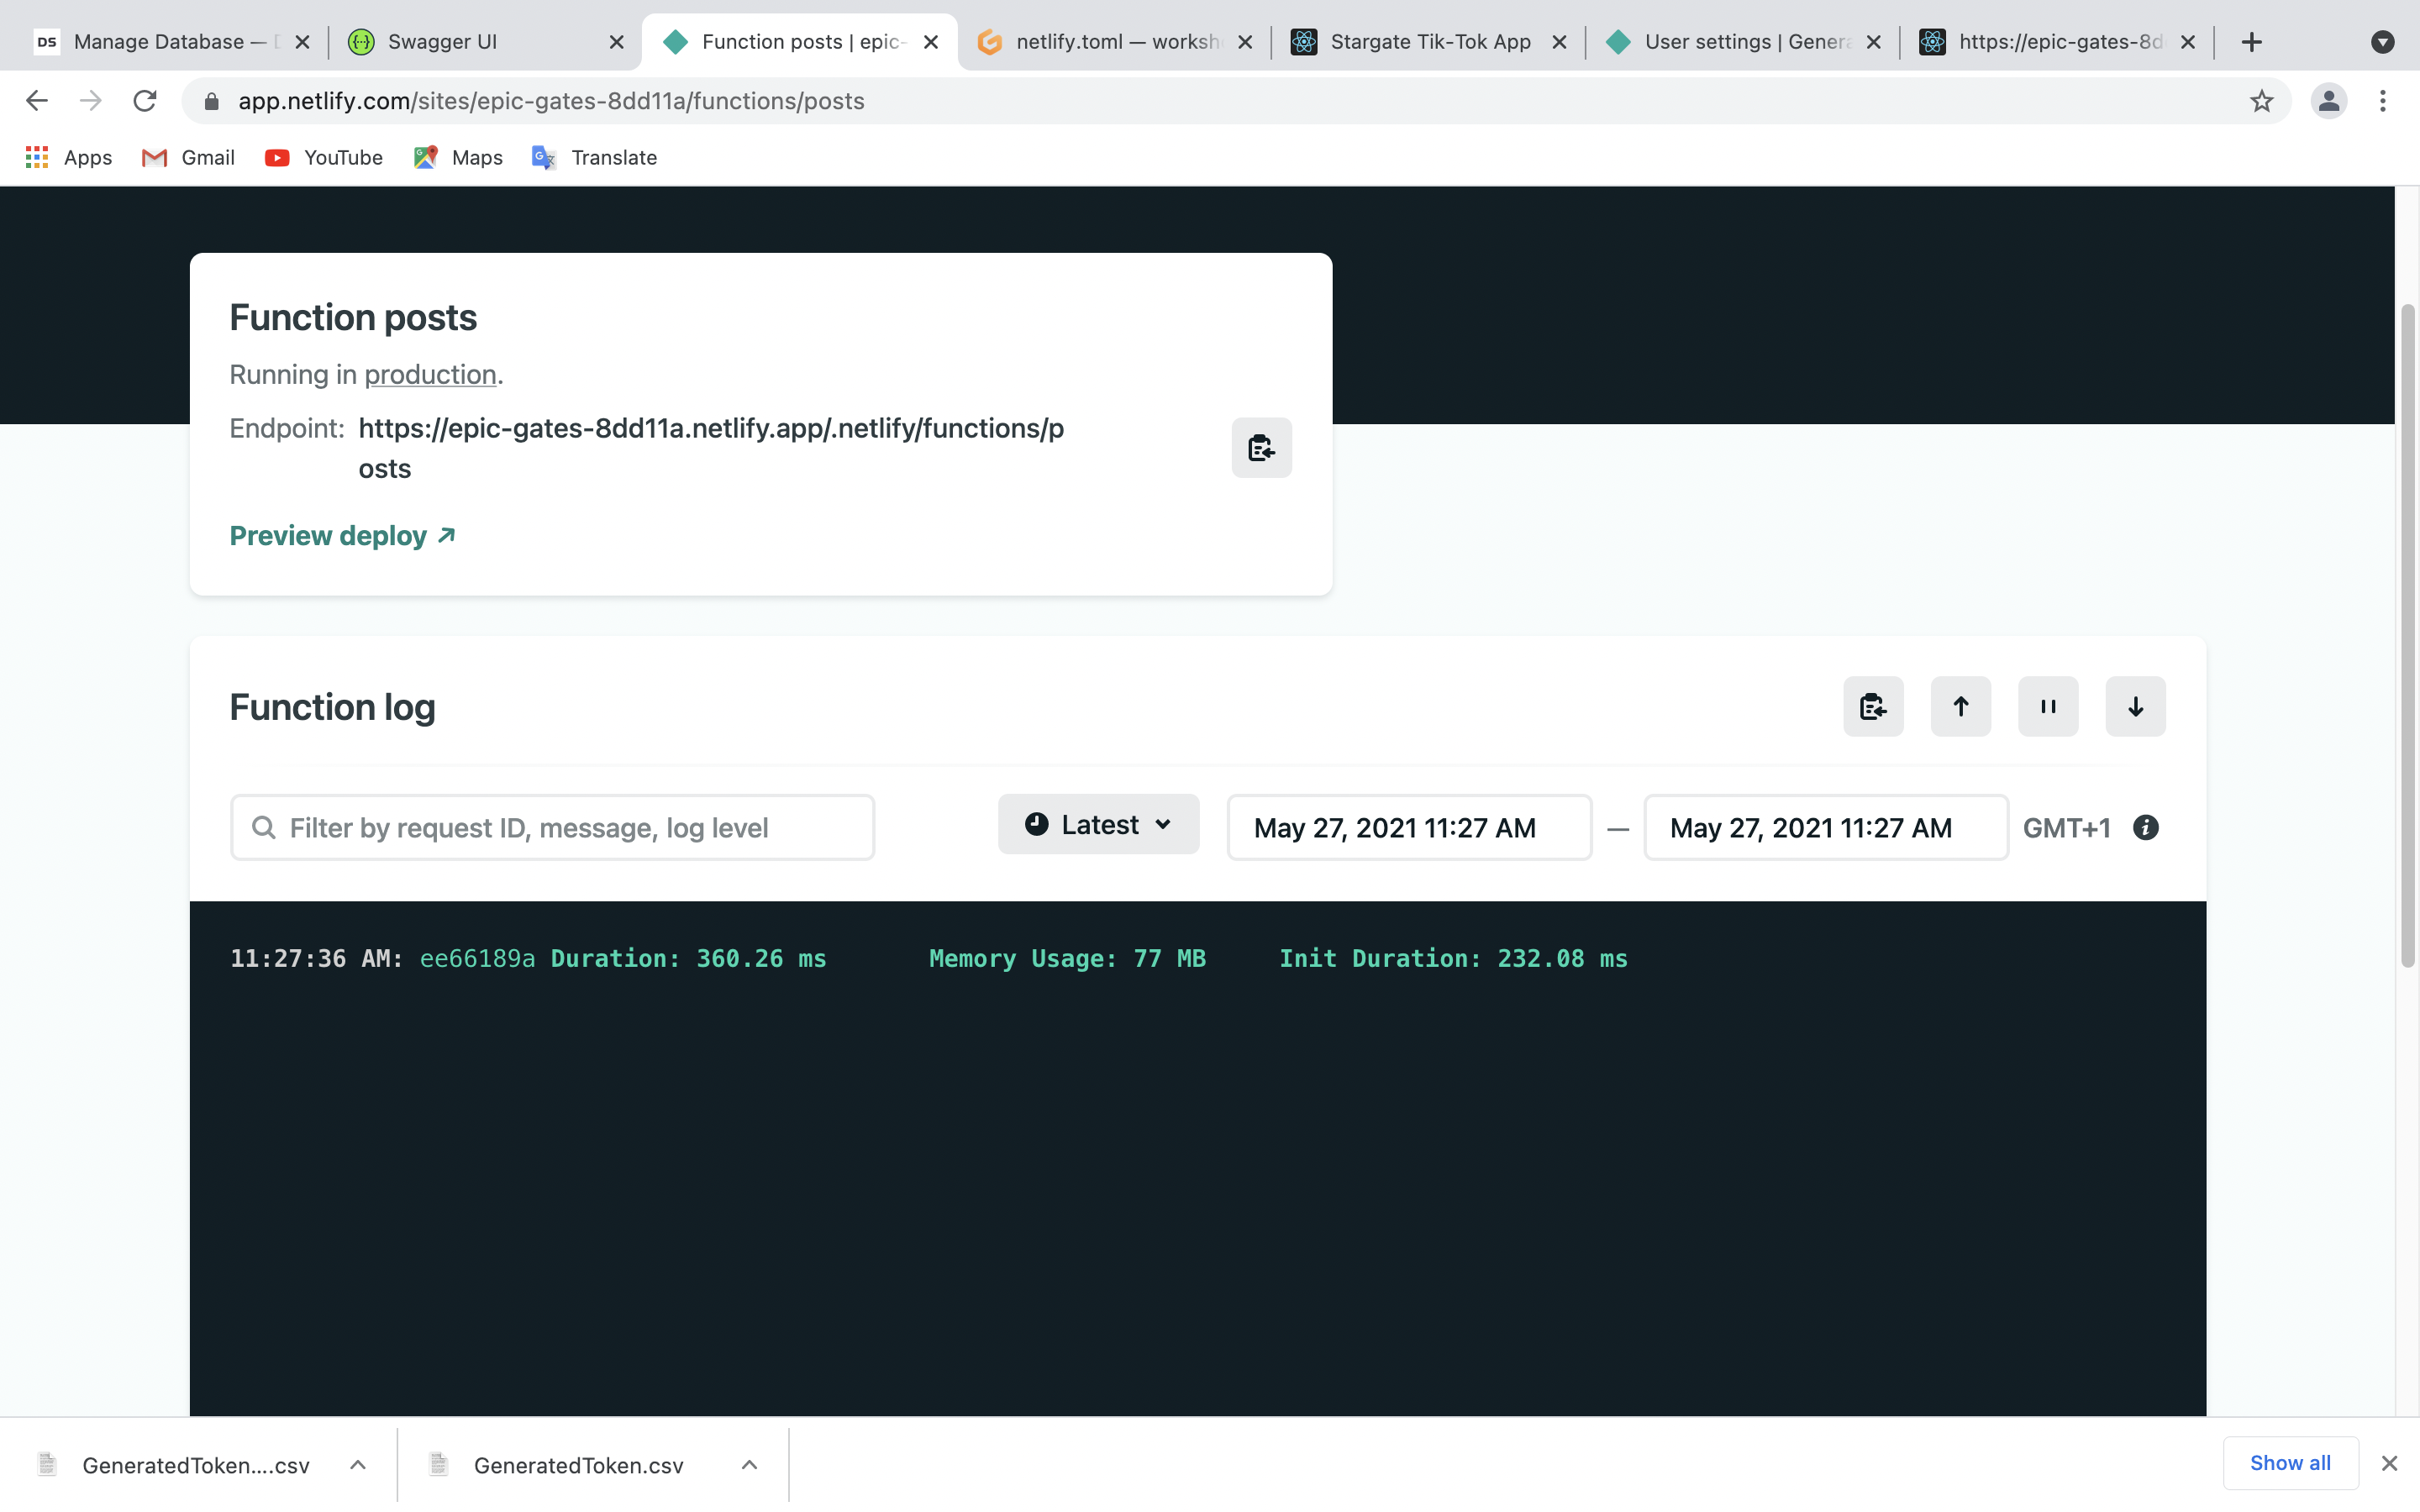 DS Manage Database —
Swagger UI
Function posts | epic-
netlify.toml — worksh
Stargate Tik-Tok App
User settings | Genera
https://epic-gates-8d
app.netlify.com/sites/epic-gates-8dd11a/functions/posts
Apps
Gmail
YouTube
Maps
Translate
Function posts
Running in production.
Endpoint: https://epic-gates-8dd11a.netlify.app/.netlify/functions/p
osts
Preview deploy
Function log
Filter by request ID, message, log level
Latest
May 27, 2021 11:27 AM — May 27, 2021 11:27 AM GMT+1
11:27:36 AM: ee66189a Duration: 360.26 ms Memory Usage: 77 MB Init Duration: 232.08 ms
GeneratedToken....csv
GeneratedToken.csv
Show all